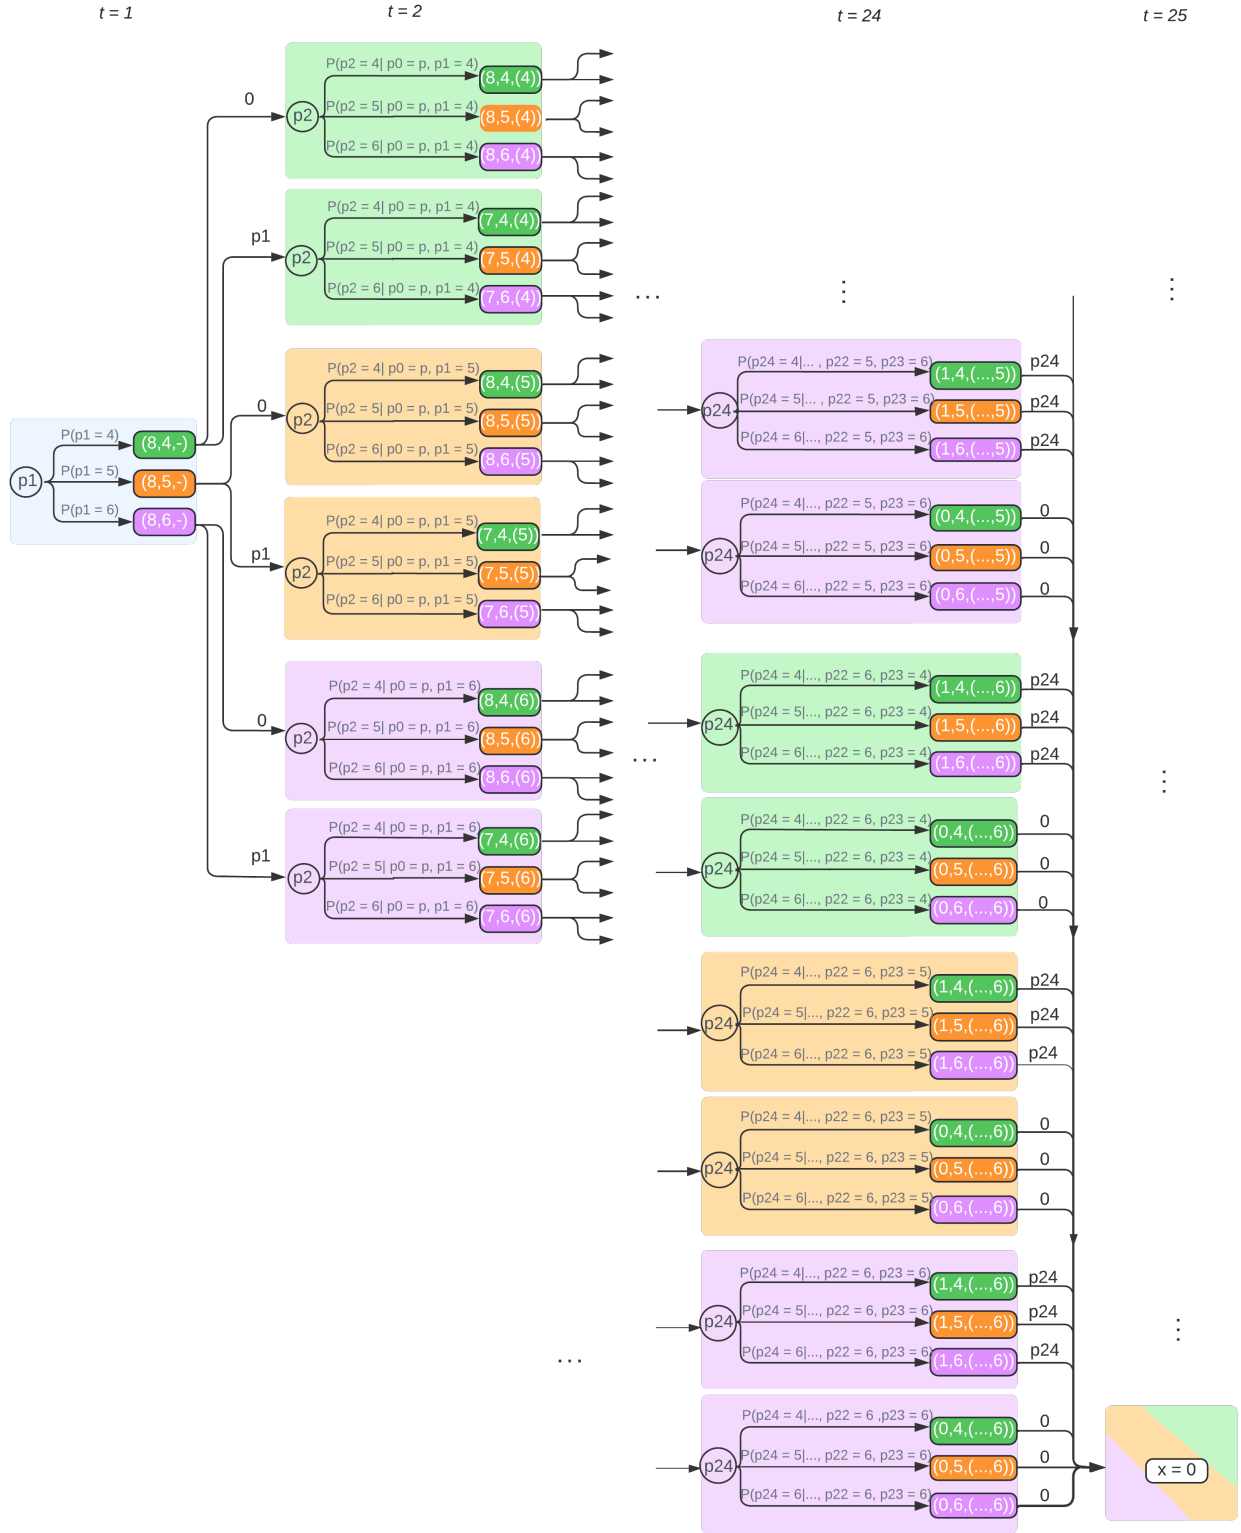 t = 1
t = 2
t = 24
t = 25
p1
P(p1 = 4)
(8,4,-)
P(p1 = 5)
(8,5,-)
P(p1 = 6)
(8,6,-)
0
p2
P(p2 = 4| p0 = p, p1 = 4)
(8,4,(4))
P(p2 = 5| p0 = p, p1 = 4)
(8,5,(4))
P(p2 = 6| p0 = p, p1 = 4)
(8,6,(4))
p1
p2
P(p2 = 4| p0 = p, p1 = 4)
(7,4,(4))
P(p2 = 5| p0 = p, p1 = 4)
(7,5,(4))
P(p2 = 6| p0 = p, p1 = 4)
(7,6,(4))
0
p2
P(p2 = 4| p0 = p, p1 = 5)
(8,4,(5))
P(p2 = 5| p0 = p, p1 = 5)
(8,5,(5))
P(p2 = 6| p0 = p, p1 = 5)
(8,6,(5))
p1
p2
P(p2 = 4| p0 = p, p1 = 5)
(7,4,(5))
P(p2 = 5| p0 = p, p1 = 5)
(7,5,(5))
P(p2 = 6| p0 = p, p1 = 5)
(7,6,(5))
0
p2
P(p2 = 4| p0 = p, p1 = 6)
(8,4,(6))
P(p2 = 5| p0 = p, p1 = 6)
(8,5,(6))
P(p2 = 6| p0 = p, p1 = 6)
(8,6,(6))
p1
p2
P(p2 = 4| p0 = p, p1 = 6)
(7,4,(6))
P(p2 = 5| p0 = p, p1 = 6)
(7,5,(6))
P(p2 = 6| p0 = p, p1 = 6)
(7,6,(6))
...
...
...
p24
P(p24 = 4|... , p22 = 5, p23 = 6)
(1,4,(...,5))
p24
P(p24 = 5|... , p22 = 5, p23 = 6)
(1,5,(...,5))
p24
P(p24 = 6|..., p22 = 5, p23 = 6)
(1,6,(...,5))
p24
p24
P(p24 = 4|..., p22 = 5, p23 = 6)
(0,4,(...,5))
0
P(p24 = 5|..., p22 = 5, p23 = 6)
(0,5,(...,5))
0
P(p24 = 6|..., p22 = 5, p23 = 6)
(0,6,(...,5))
0
p24
P(p24 = 4|..., p22 = 6, p23 = 4)
(1,4,(...,6))
p24
P(p24 = 5|..., p22 = 6, p23 = 4)
(1,5,(...,6))
p24
P(p24 = 6|..., p22 = 6, p23 = 4)
(1,6,(...,6))
p24
p24
P(p24 = 4|..., p22 = 6, p23 = 4)
(0,4,(...,6))
0
P(p24 = 5|..., p22 = 6, p23 = 4)
(0,5,(...,6))
0
P(p24 = 6|..., p22 = 6, p23 = 4)
(0,6,(...,6))
0
p24
P(p24 = 4|..., p22 = 6, p23 = 5)
(1,4,(...,6))
p24
P(p24 = 5|..., p22 = 6, p23 = 5)
(1,5,(...,6))
p24
P(p24 = 6|..., p22 = 6, p23 = 5)
(1,6,(...,6))
p24
p24
P(p24 = 4|..., p22 = 6, p23 = 5)
(0,4,(...,6))
0
P(p24 = 5|..., p22 = 6, p23 = 5)
(0,5,(...,6))
0
P(p24 = 6|..., p22 = 6, p23 = 5)
(0,6,(...,6))
0
p24
P(p24 = 4|..., p22 = 6, p23 = 6)
(1,4,(...,6))
p24
P(p24 = 5|..., p22 = 6, p23 = 6)
(1,5,(...,6))
p24
P(p24 = 6|..., p22 = 6, p23 = 6)
(1,6,(...,6))
p24
p24
P(p24 = 4|..., p22 = 6 ,p23 = 6)
(0,4,(...,6))
0
P(p24 = 5|..., p22 = 6, p23 = 6)
(0,5,(...,6))
0
P(p24 = 6|..., p22 = 6, p23 = 6)
(0,6,(...,6))
0
x = 0